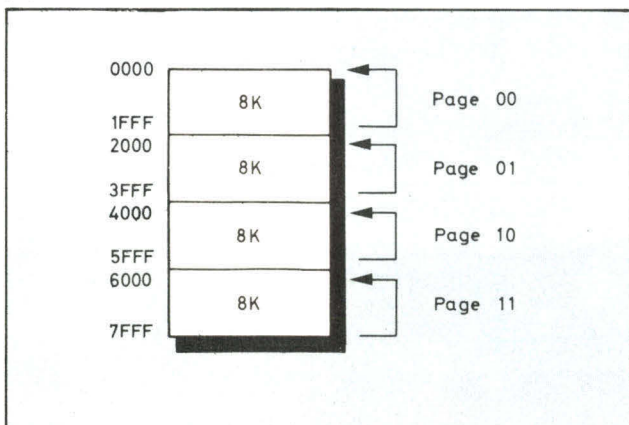 0000
8K
Page 00
1FFF
2000
8K
Page 01
3FFF
4000
8K
Page 10
5FFF
6000
8K
Page 11
7FFF